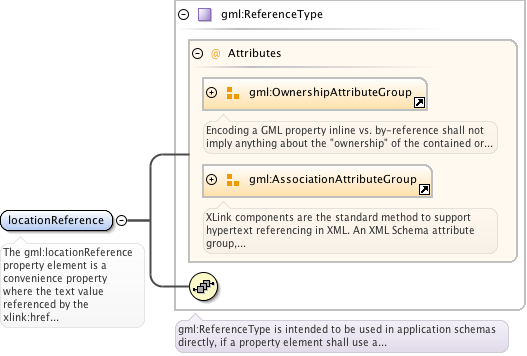 gml:ReferenceType
@ Attributes
gml:OwnershipAttributeGroup
Encoding a GML property inline vs. by-reference shall not
imply anything about the "ownership" of the contained or...
gml:AssociationAttributeGroup
XLink components are the standard method to support
hypertext referencing in XML. An XML Schema attribute
group,...
locationReference
The gml:locationReference
property element is a
convenience property
where the text value
referenced by the
xlink:href...
gml:ReferenceType is intended to be used in application schemas
directly, if a property element shall use a...